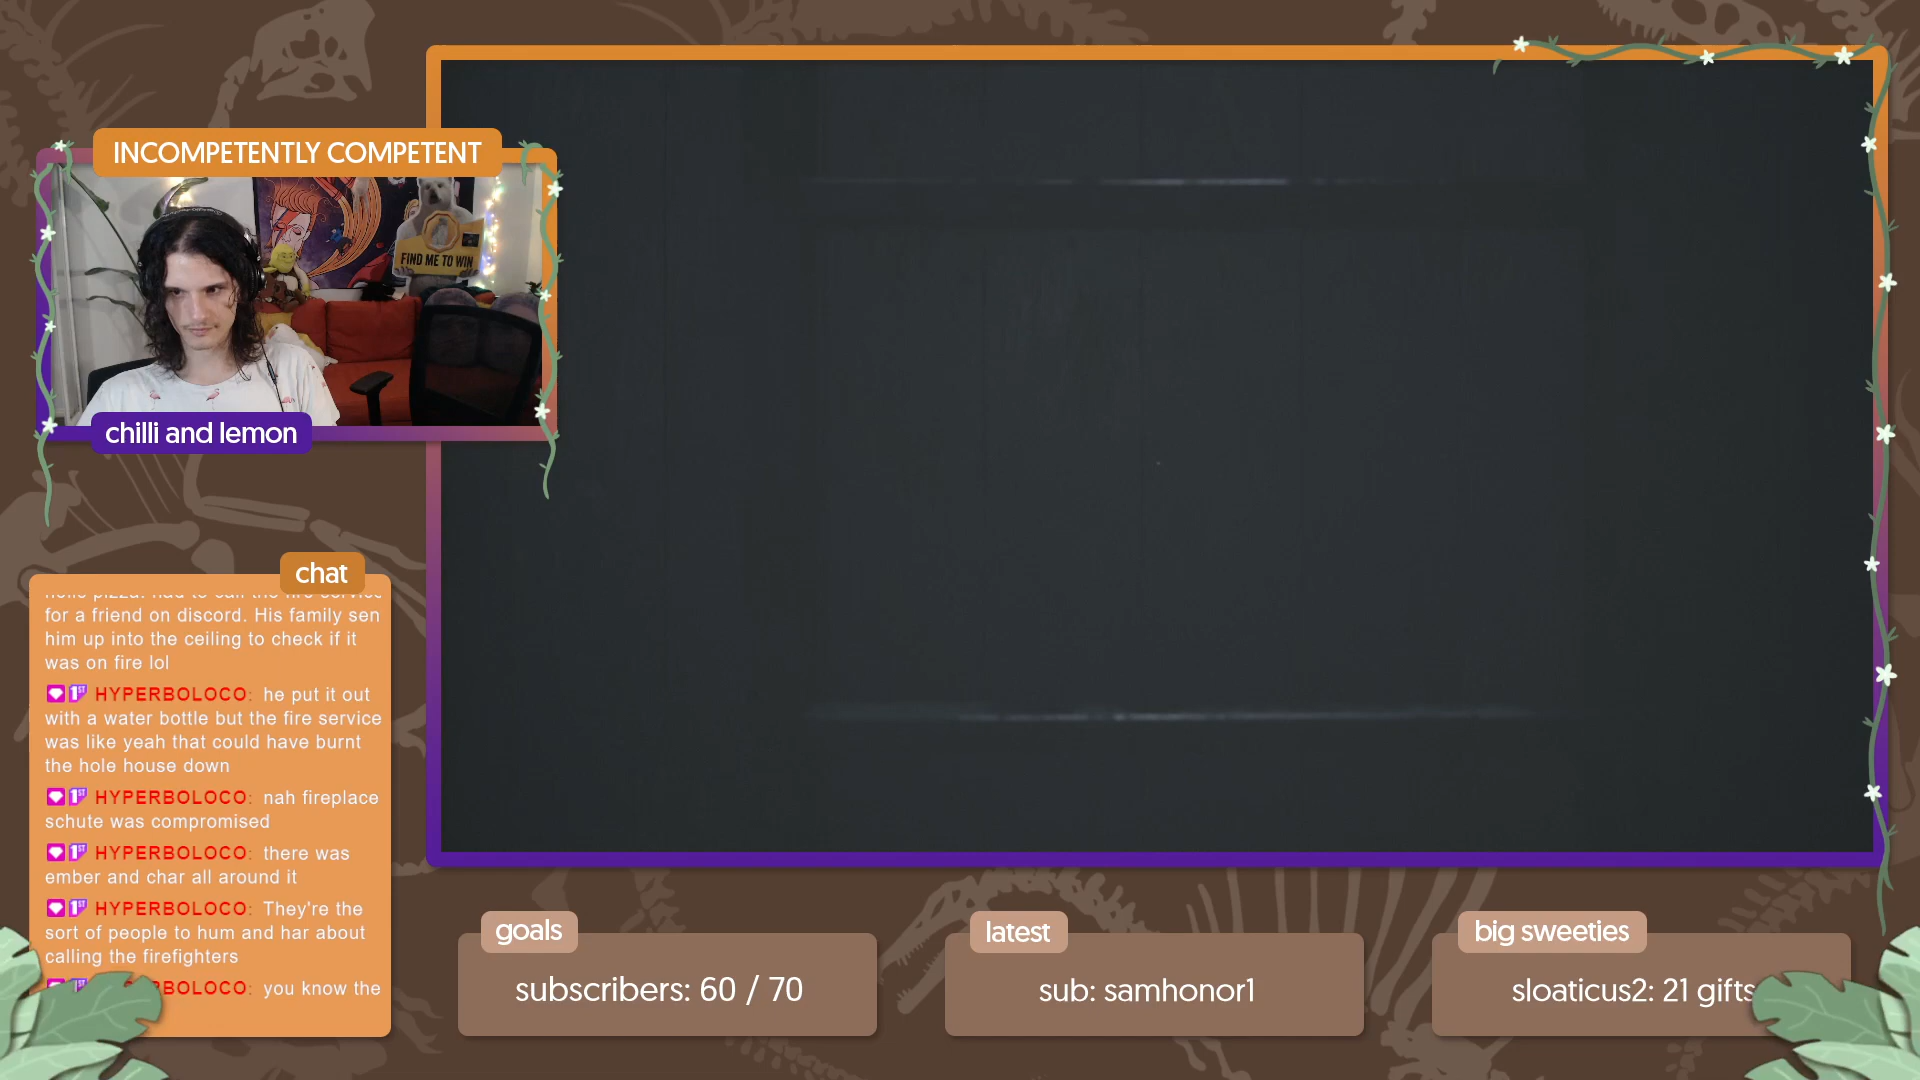 INCOMPETENTLY COMPETENT
FIND ME TO WIN
chilli and lemon
chat
for a friend on discord. His family sen
him up into the ceiling to check if it
was on fire lol
HYPERBOLOCO: he put it out
with a water bottle but the fire service
was like yeah that could have burnt
the hole house down
HYPERBOLOCO: nah fireplace
schute was compromised
HYPERBOLOCO: there was
ember and char all around it
HYPERBOLOCO: They're the
sort of people to hum and har about
calling the firefighters
BOLOCO: you know the
goals
subscribers: 60 / 70
latest
sub: samhonor1
big sweeties
sloaticus2: 21 gifts